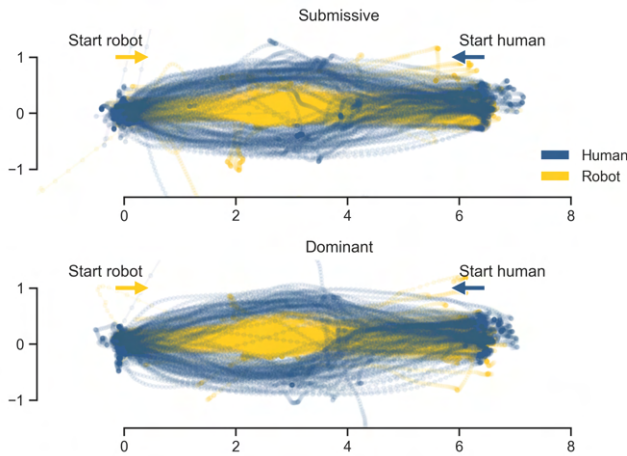 Submissive
Start robot
Start human
1
0
−1
Human
Robot
0 2 4 6 8
Dominant
Start robot
Start human
1
0
−1
0 2 4 6 8